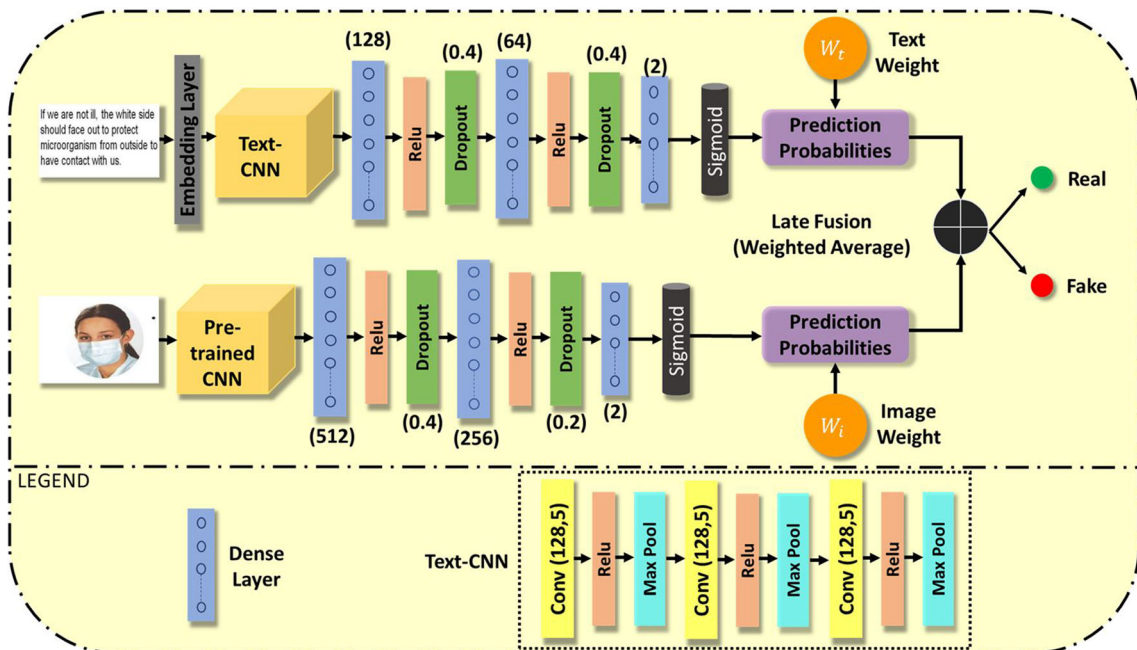 (128)
(0.4)
(64)
(0.4)
(2)
W_t
Text
Weight
If we are not ill, the white side
should face out to protect
microorganism from outside to
have contact with us.
Embedding Layer
Text-
CNN
Relu
Dropout
Relu
Dropout
Sigmoid
Prediction
Probabilities
Late Fusion
(Weighted Average)
Real
Fake
Pre-
trained
CNN
Relu
Dropout
Relu
Dropout
Sigmoid
Prediction
Probabilities
(512)
(0.4)
(256)
(0.2)
(2)
W_i
Image
Weight
LEGEND
Dense
Layer
Text-CNN
Conv (128,5)
Relu
Max Pool
Conv (128,5)
Relu
Max Pool
Conv (128,5)
Relu
Max Pool